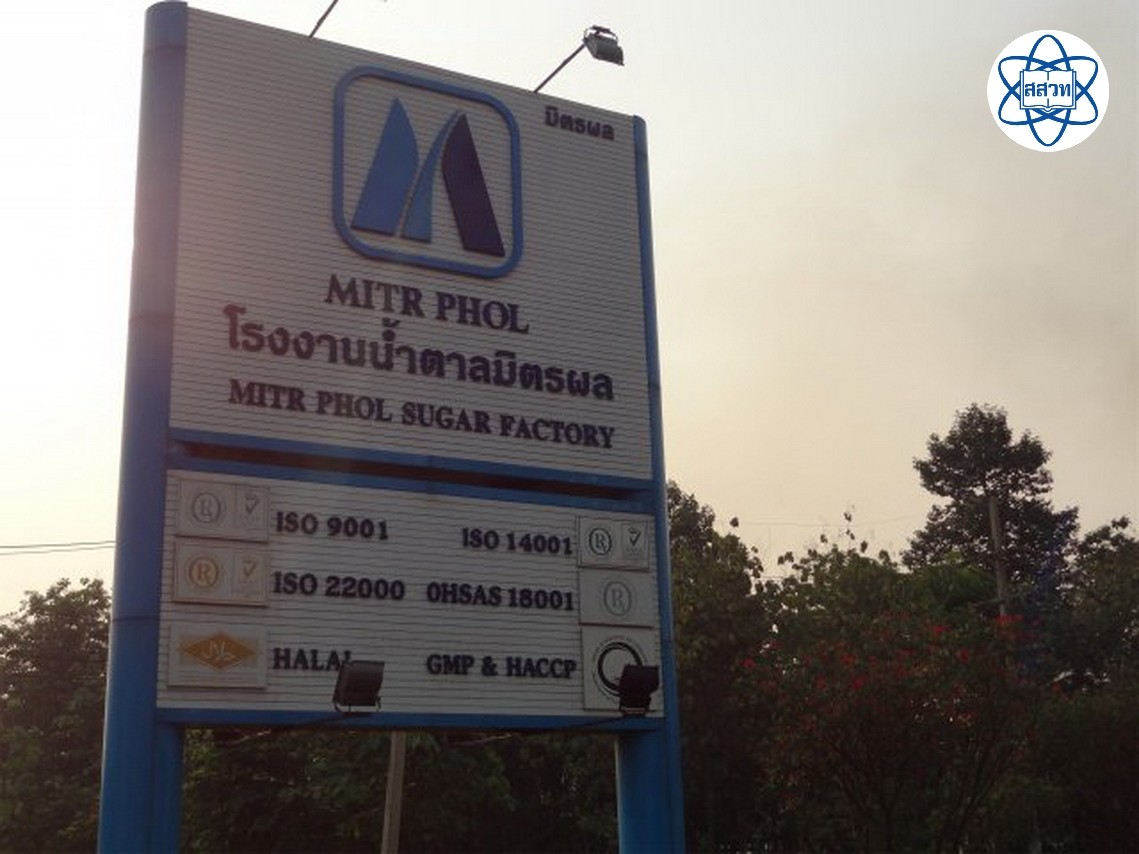 สสวท
มิตรผล
MITR PHOL
โรงงานน้ำตาลมิตรผล
MITR PHOL SUGAR FACTORY
ISO 9001
ISO 14001
ISO 22000
OHSAS 18001
HALAL
GMP & HACCP